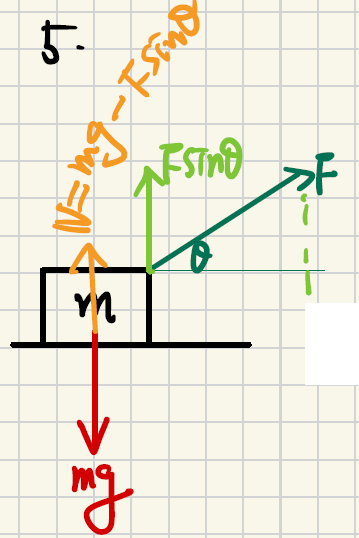 5.
N=mg-Fsinθ
Fsinθ
F
θ
m
mg